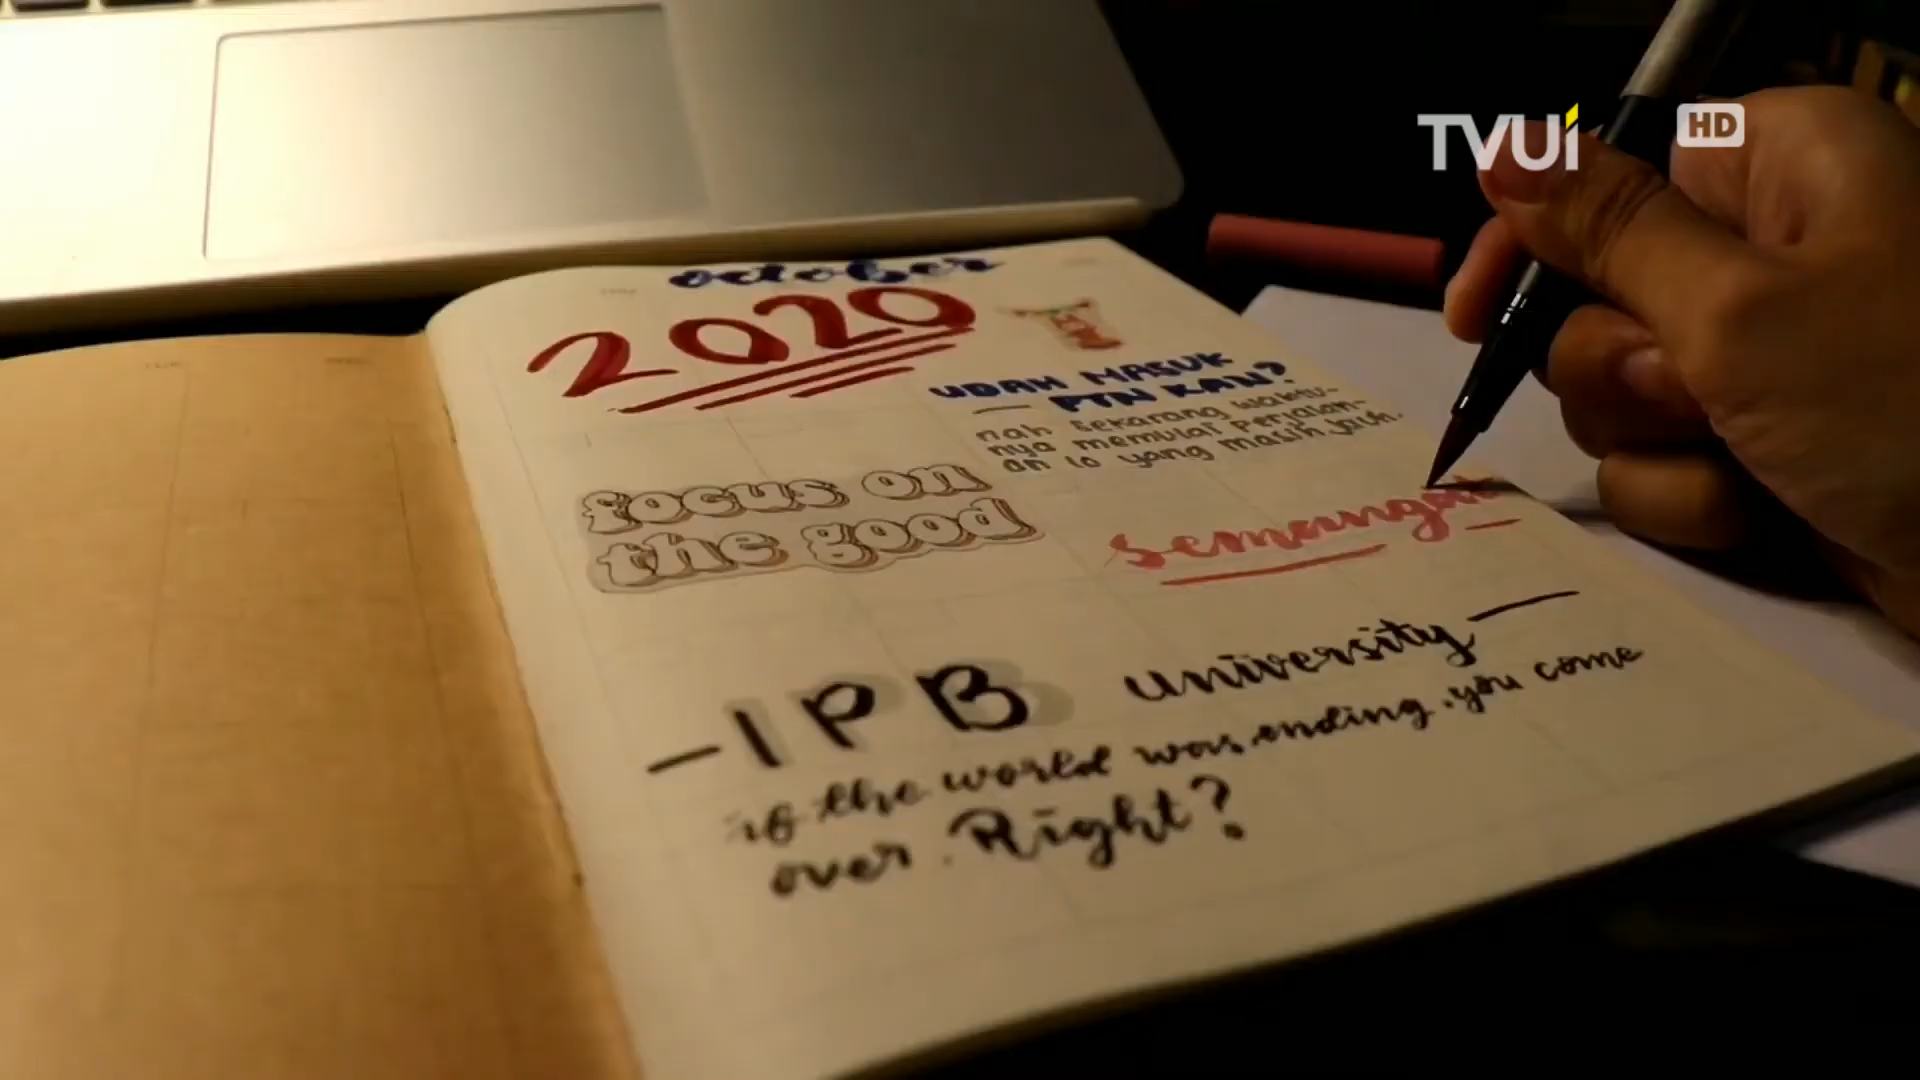 TVUi
HD
october
2020
UDAH MASUK
PTN KAN?
nah sekarang waktu-
nya memulai perjalan-
an lo yang masih jauh.
focus on
the good
semangat
IPB university
if the world was ending, you come
over. Right?